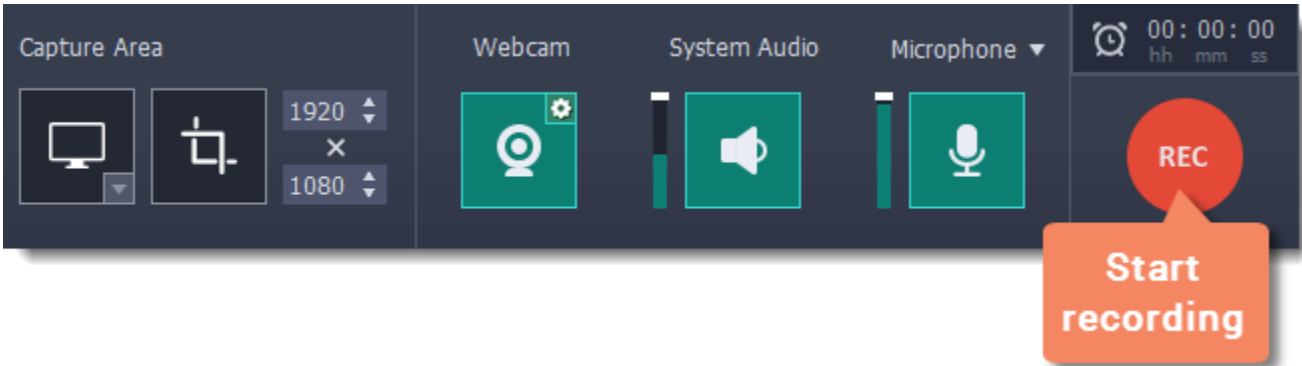 Capture Area
Webcam
System Audio
Microphone
00:00:00
hh mm ss
1920
×
1080
REC
Start
recording